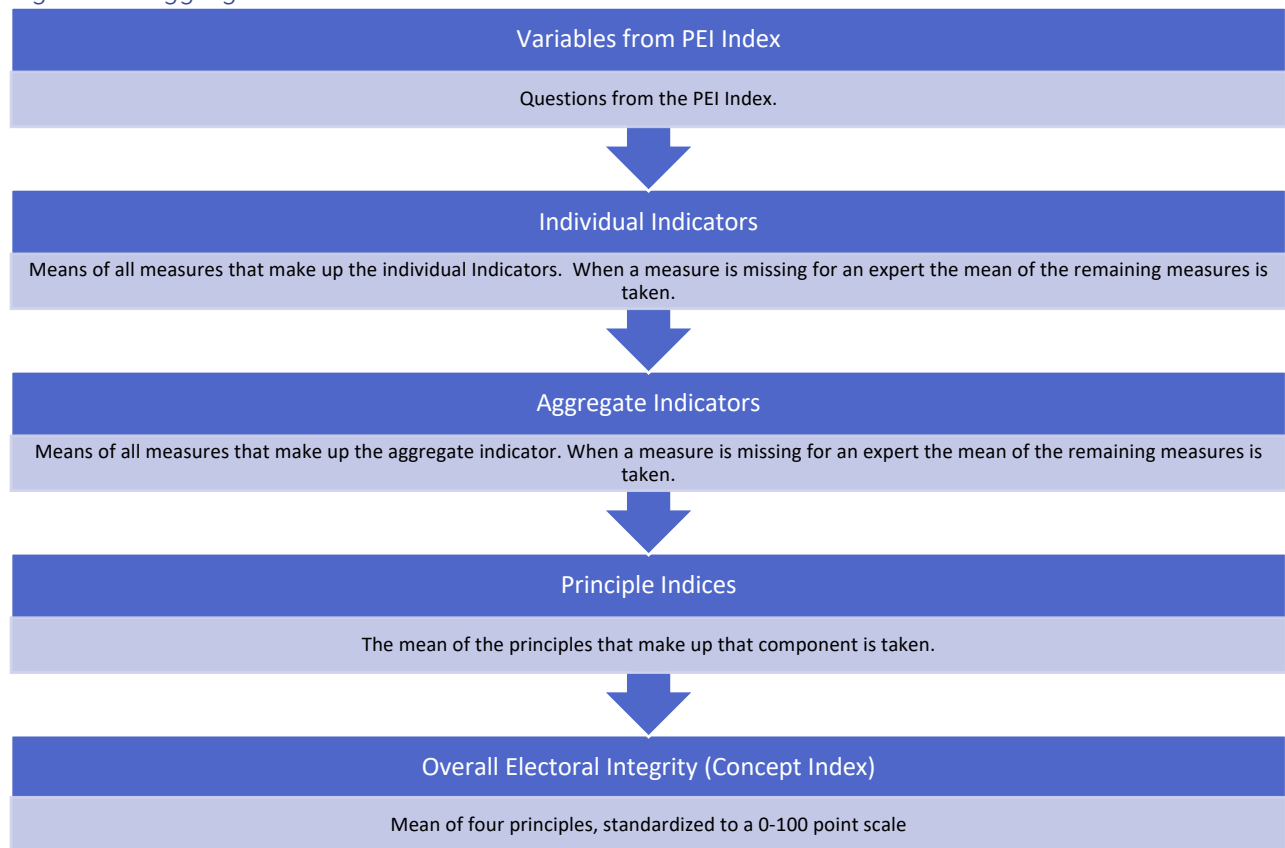 Variables from PEI Index
Questions from the PEI Index.
Individual Indicators
Means of all measures that make up the individual Indicators.  When a measure is missing for an expert the mean of the remaining measures is
taken.
Aggregate Indicators
Means of all measures that make up the aggregate indicator. When a measure is missing for an expert the mean of the remaining measures is
taken.
Principle Indices
The mean of the principles that make up that component is taken.
Overall Electoral Integrity (Concept Index)
Mean of four principles, standardized to a 0-100 point scale